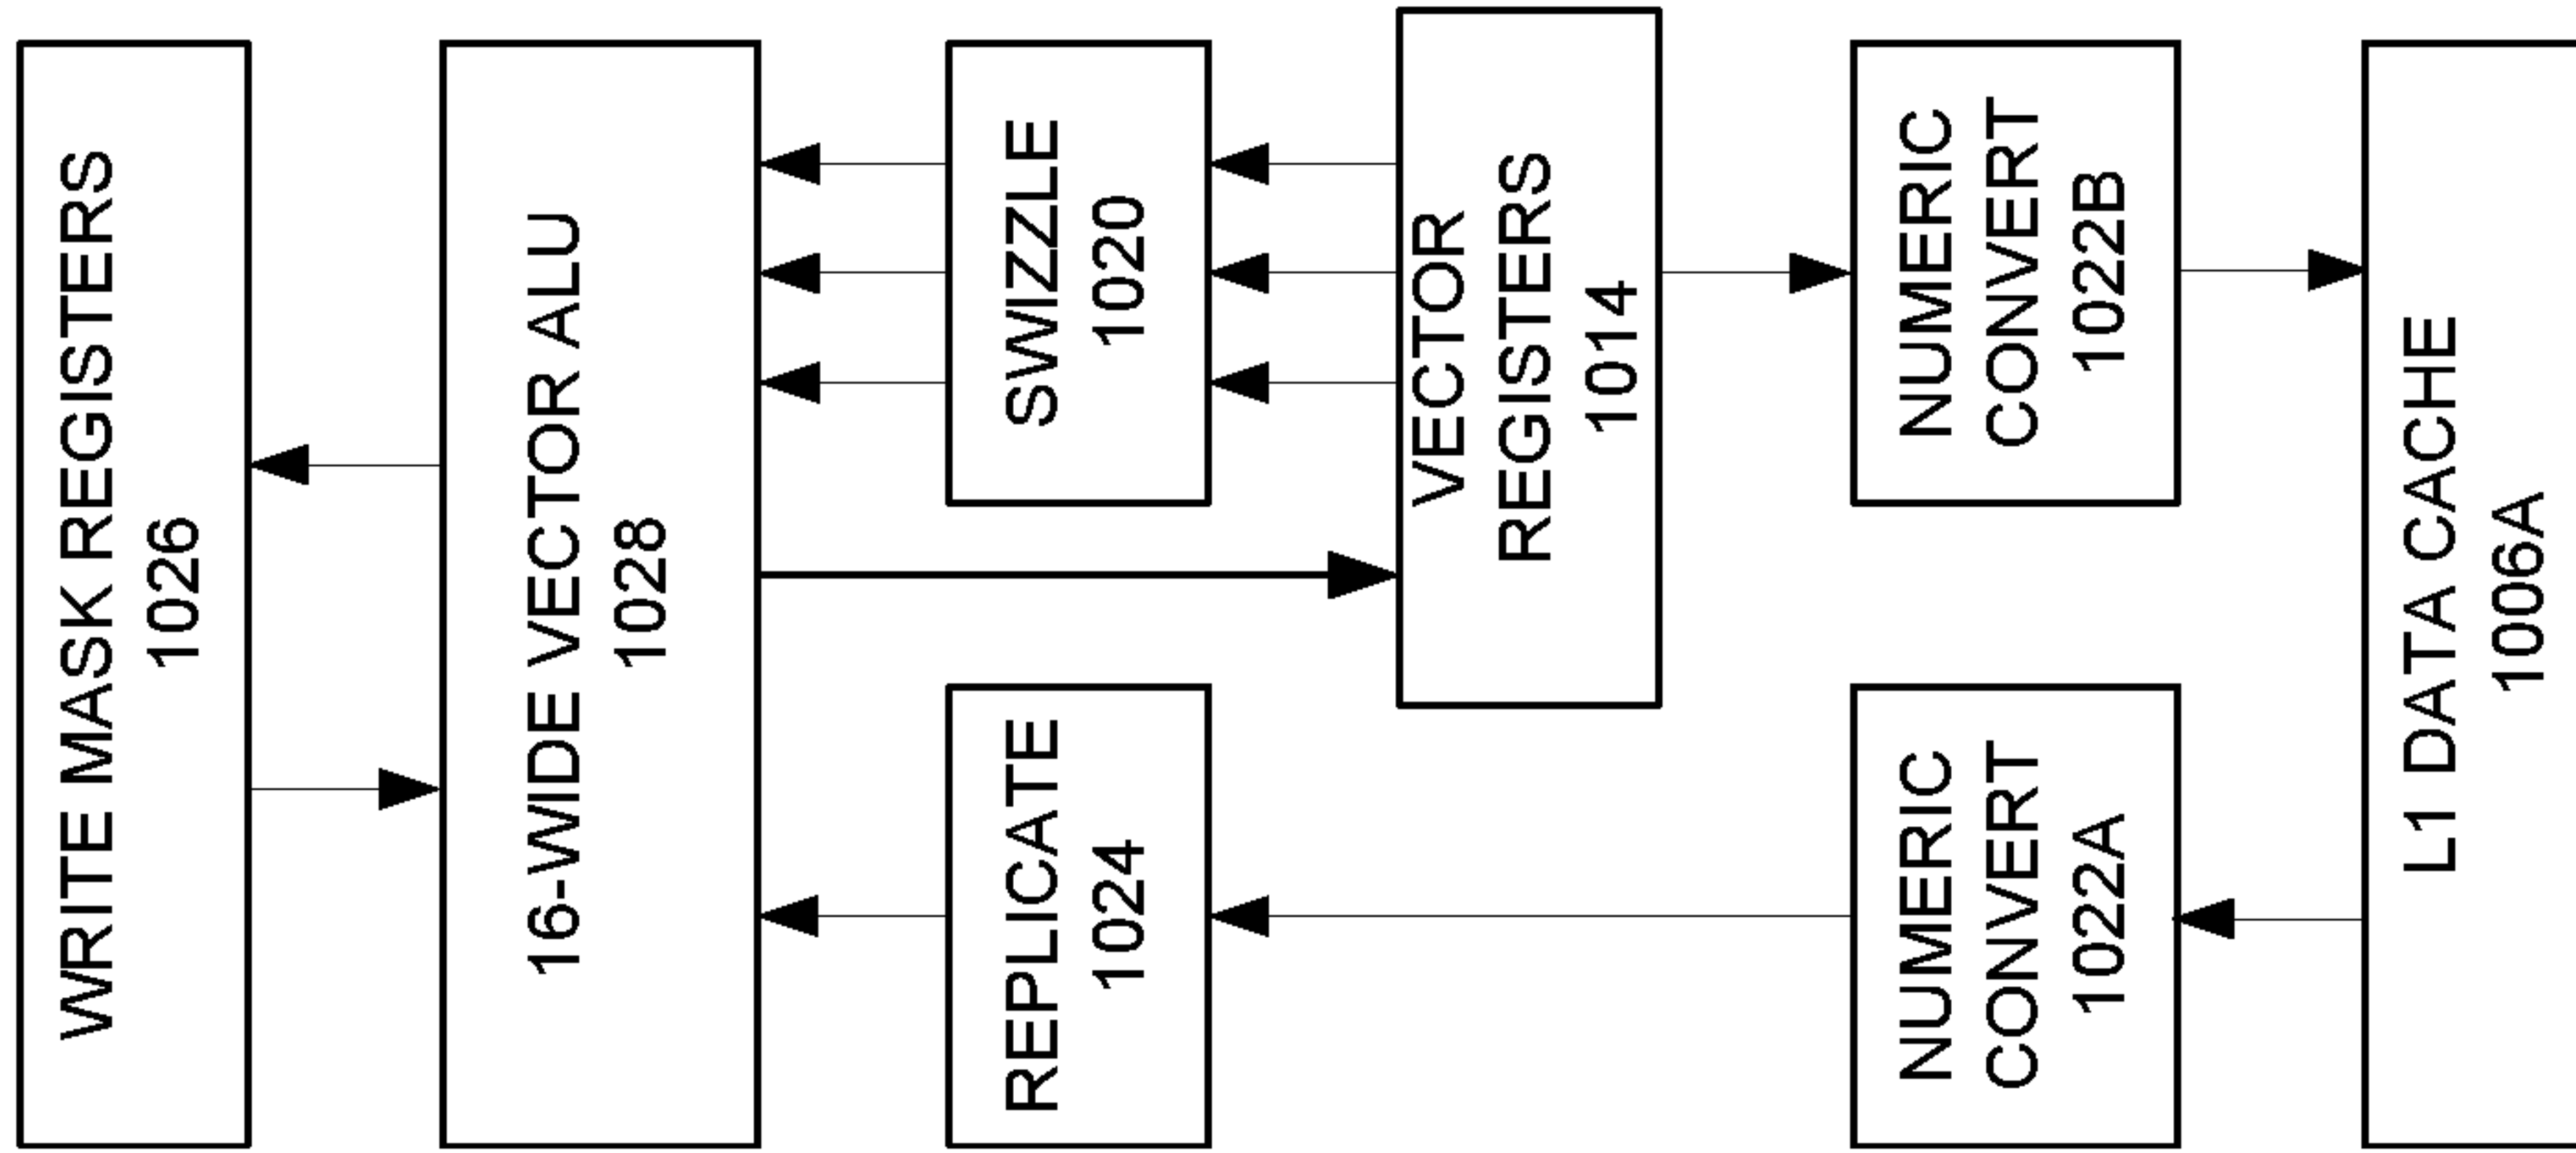 WRITE MASK REGISTERS
1026
16-WIDE VECTOR ALU
1028
REPLICATE
1024
SWIZZLE
1020
VECTOR
REGISTERS
1014
NUMERIC
CONVERT
1022A
NUMERIC
CONVERT
1022B
L1 DATA CACHE
1006A